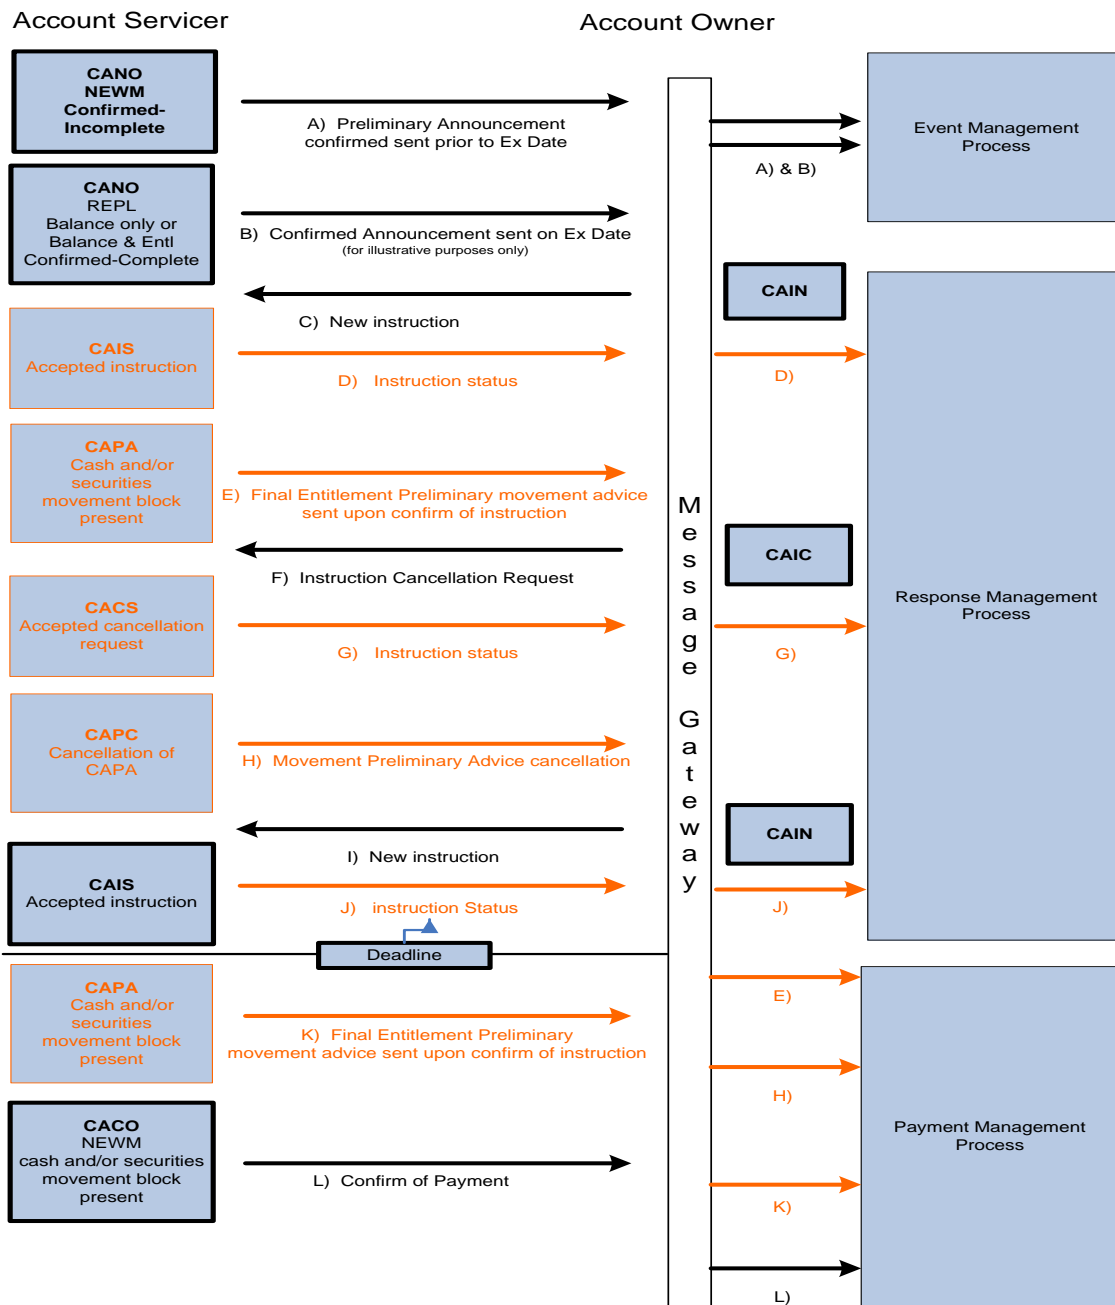 Account Servicer
Account Owner
CANO
NEWM
Confirmed-
Incomplete
A) Preliminary Announcement
confirmed sent prior to Ex Date
A) & B)
Event Management
Process
CANO
REPL
Balance only or
Balance & Entl
Confirmed-Complete
B) Confirmed Announcement sent on Ex Date
(for illustrative purposes only)
C) New instruction
CAIN
CAIS
Accepted instruction
D) Instruction status
D)
CAPA
Cash and/or
securities
movement block
present
E) Final Entitlement Preliminary movement advice
sent upon confirm of instruction
Message Gateway
F) Instruction Cancellation Request
CAIC
Response Management
Process
CACS
Accepted cancellation
request
G) Instruction status
G)
CAPC
Cancellation of
CAPA
H) Movement Preliminary Advice cancellation
I) New instruction
CAIN
CAIS
Accepted instruction
J) instruction Status
J)
Deadline
CAPA
Cash and/or
securities
movement block
present
K) Final Entitlement Preliminary
movement advice sent upon confirm of instruction
E)
H)
CACO
NEWM
cash and/or securities
movement block
present
L) Confirm of Payment
Payment Management
Process
K)
L)